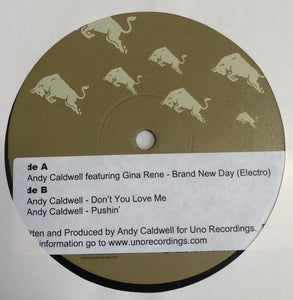 de A
Andy Caldwell featuring Gina Rene - Brand New Day (Electro)
de B
Andy Caldwell - Don't You Love Me
Andy Caldwell - Pushin'
tten and Produced by Andy Caldwell for Uno Recordings.
information go to www.unorecordings.com